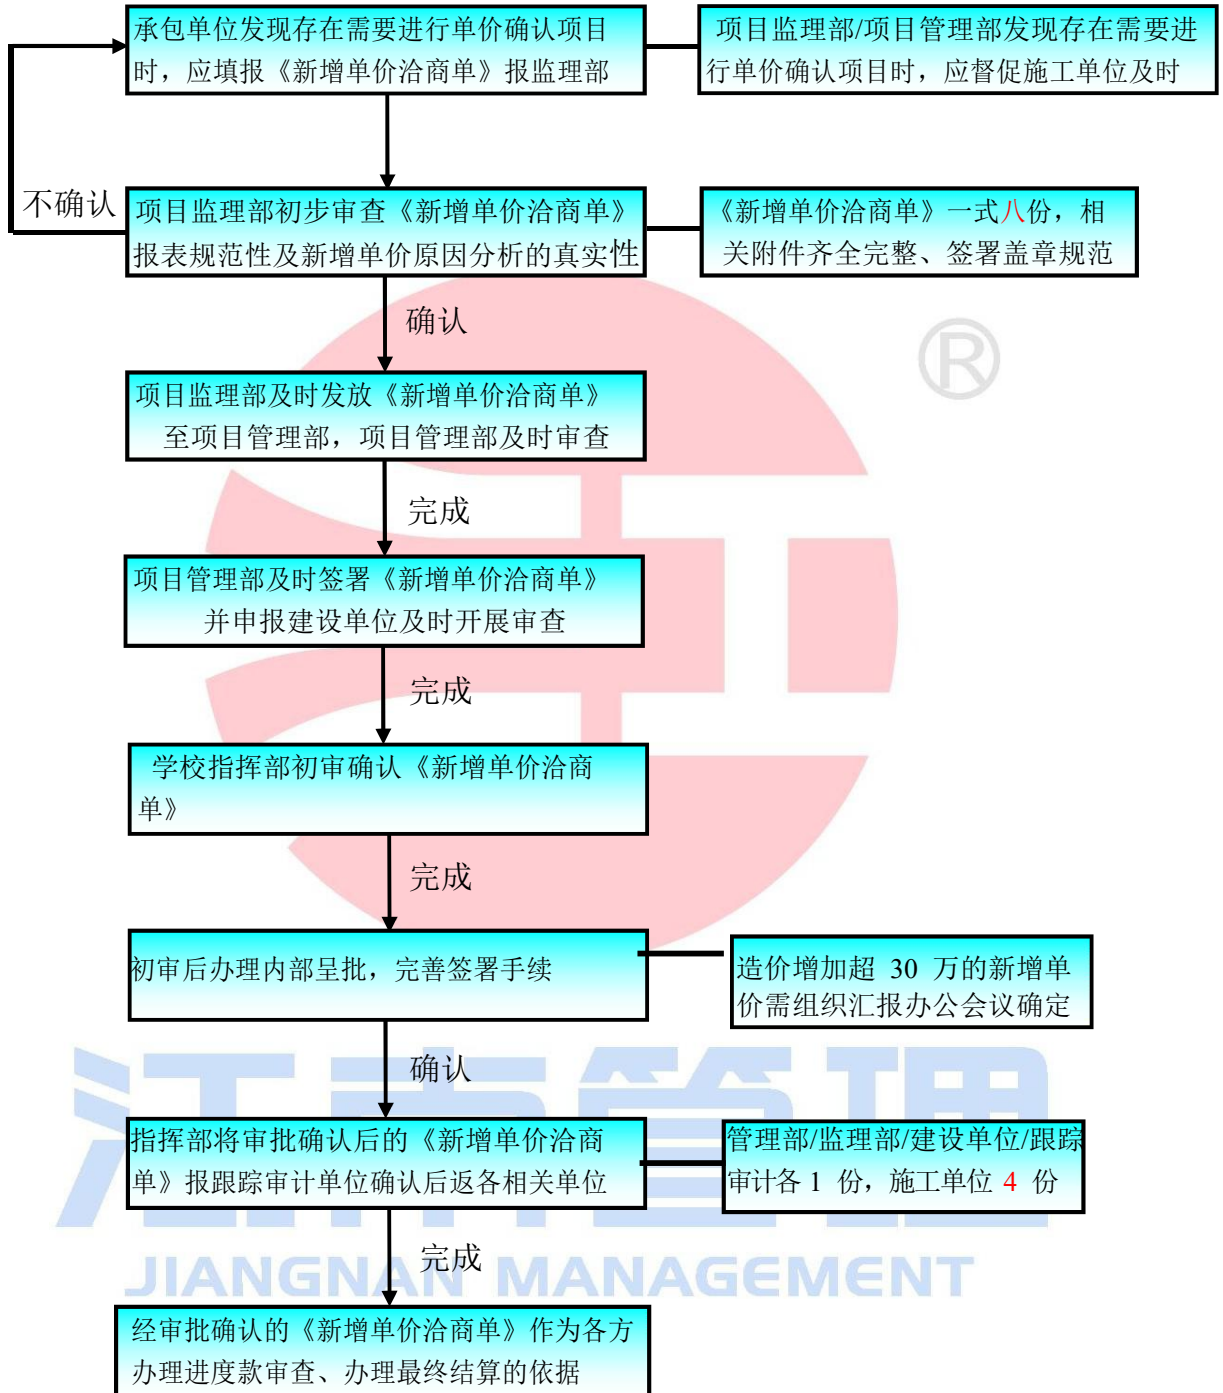 承包单位发现存在需要进行单价确认项目
时，应填报《新增单价洽商单》报监理部
项目监理部/项目管理部发现存在需要进
行单价确认项目时，应督促施工单位及时
不确认
项目监理部初步审查《新增单价洽商单》
报表规范性及新增单价原因分析的真实性
《新增单价洽商单》一式八份，相
关附件齐全完整、签署盖章规范
确认
®
项目监理部及时发放《新增单价洽商单》
至项目管理部，项目管理部及时审查
完成
项目管理部及时签署《新增单价洽商单》
并申报建设单位及时开展审查
完成
学校指挥部初审确认《新增单价洽商
单》
完成
初审后办理内部呈批，完善签署手续
造价增加超 30 万的新增单
价需组织汇报办公会议确定
确认
江南管理
指挥部将审批确认后的《新增单价洽商
单》报跟踪审计单位确认后返各相关单位
管理部/监理部/建设单位/跟踪
审计各 1 份，施工单位 4 份
完成
JIANGNAN MANAGEMENT
经审批确认的《新增单价洽商单》作为各方
办理进度款审查、办理最终结算的依据